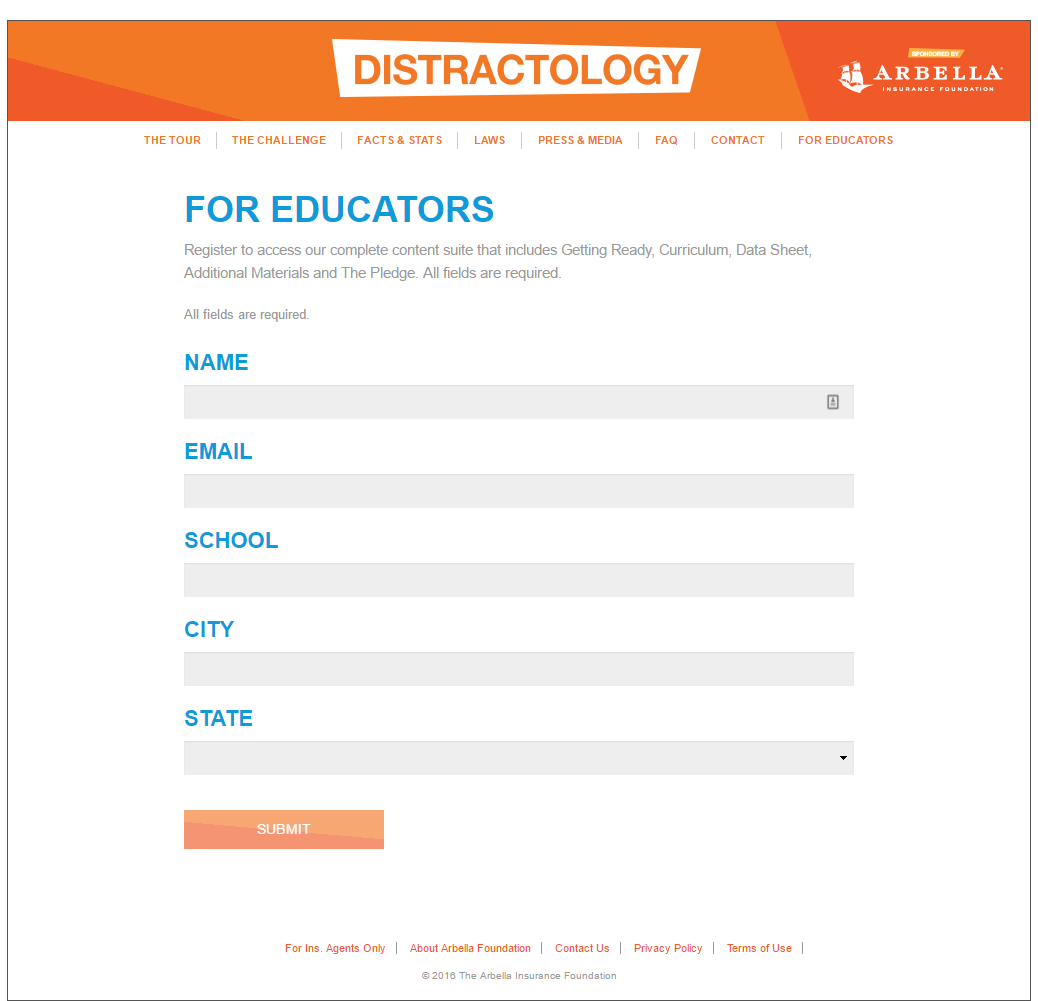 DISTRACTOLOGY
SPONSORED BY
ARBELLA
INSURANCE FOUNDATION
THE TOUR THE CHALLENGE FACTS & STATS LAWS PRESS & MEDIA FAQ CONTACT FOR EDUCATORS
FOR EDUCATORS
Register to access our complete content suite that includes Getting Ready, Curriculum, Data Sheet,
Additional Materials and The Pledge. All fields are required.
All fields are required.
NAME
EMAIL
SCHOOL
CITY
STATE
SUBMIT
For Ins. Agents Only About Arbella Foundation Contact Us Privacy Policy Terms of Use
© 2016 The Arbella Insurance Foundation